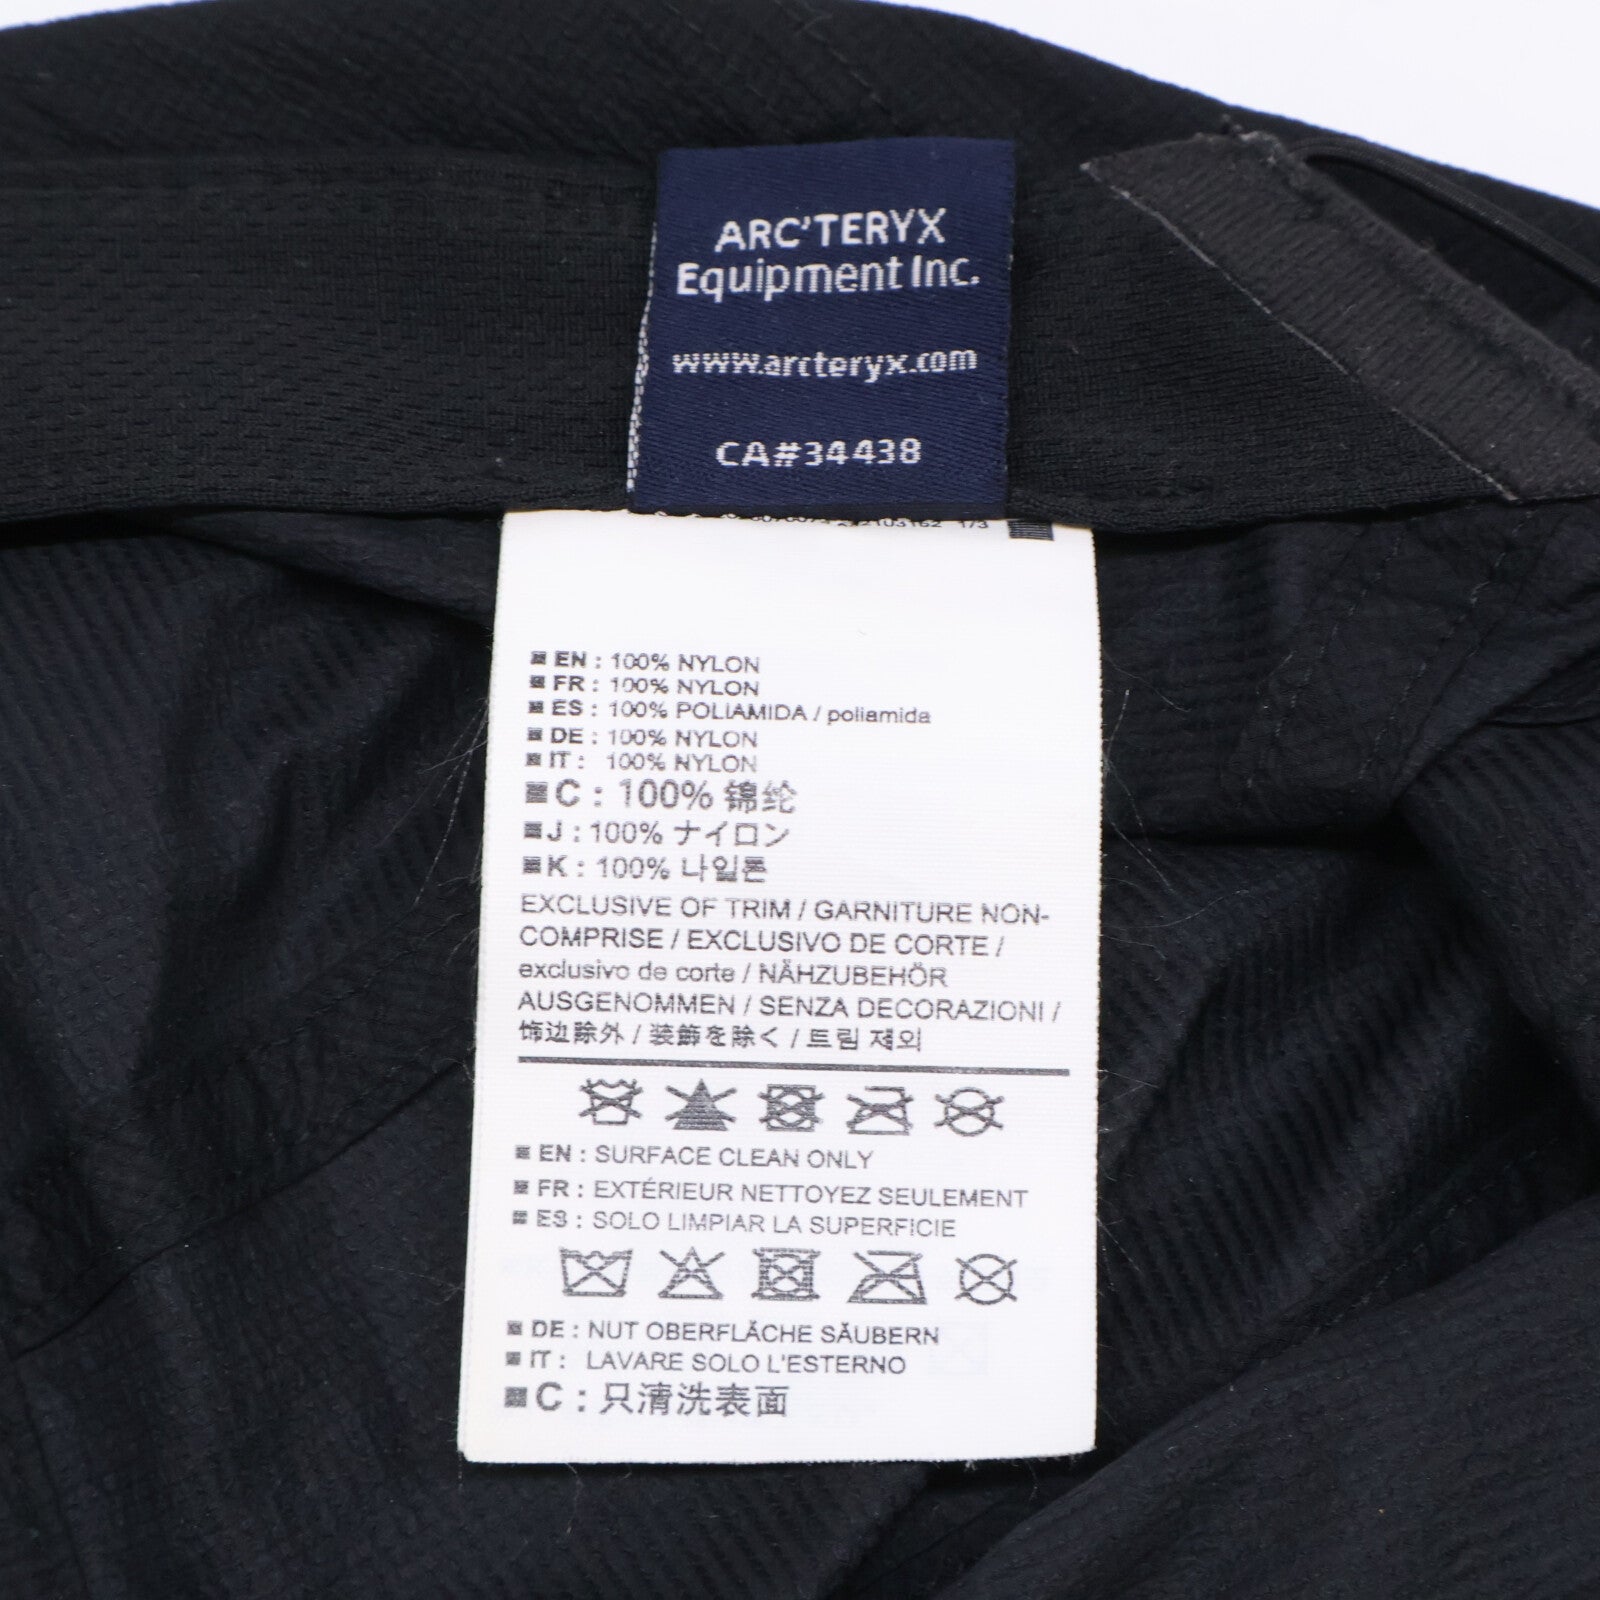 ARC'TERYX
Equipment Inc.
www.arcteryx.com
CA#34438
1/3
EN : 100% NYLON
FR : 100% NYLON
ES : 100% POLIAMIDA / poliamida
DE : 100% NYLON
IT : 100% NYLON
C : 100% 锦纶
J : 100% ナイロン
K : 100% 나일론
EXCLUSIVE OF TRIM / GARNITURE NON-
COMPRISE / EXCLUSIVO DE CORTE /
exclusivo de corte / NÄHZUBEHÖR
AUSGENOMMEN / SENZA DECORAZIONI /
饰边除外 / 装飾を除く / 트림 제외
EN : SURFACE CLEAN ONLY
FR : EXTÉRIEUR NETTOYEZ SEULEMENT
ES : SOLO LIMPIAR LA SUPERFICIE
DE : NUT OBERFLÄCHE SÄUBERN
IT : LAVARE SOLO L'ESTERNO
C : 只清洗表面